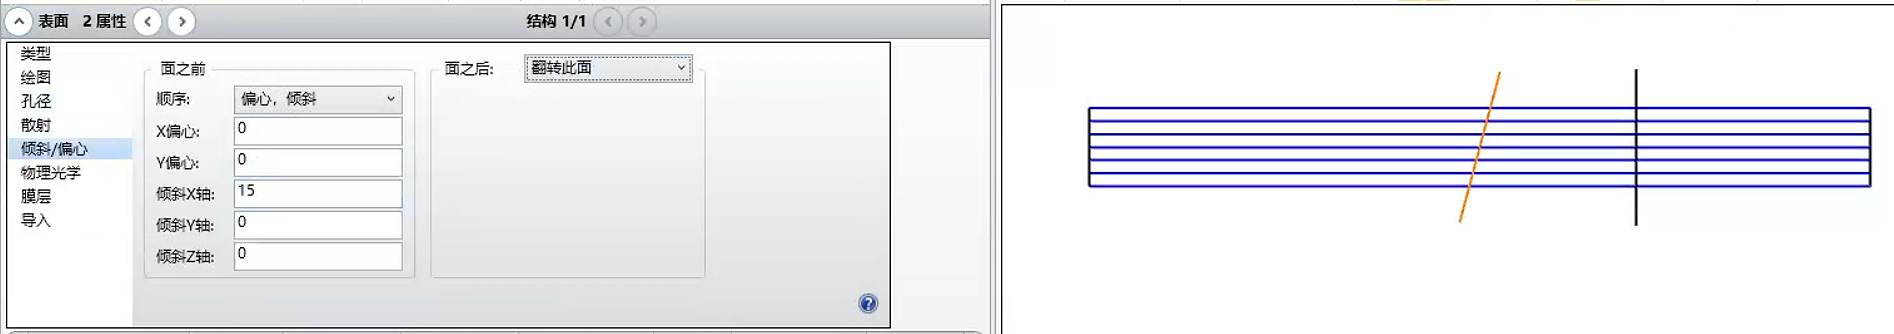 表面 2 属性
结构 1/1
类型
绘图
孔径
散射
倾斜/偏心
物理光学
膜层
导入
面之前
顺序: 偏心，倾斜
X偏心: 0
Y偏心: 0
倾斜X轴: 15
倾斜Y轴: 0
倾斜Z轴: 0
面之后: 翻转此面
?